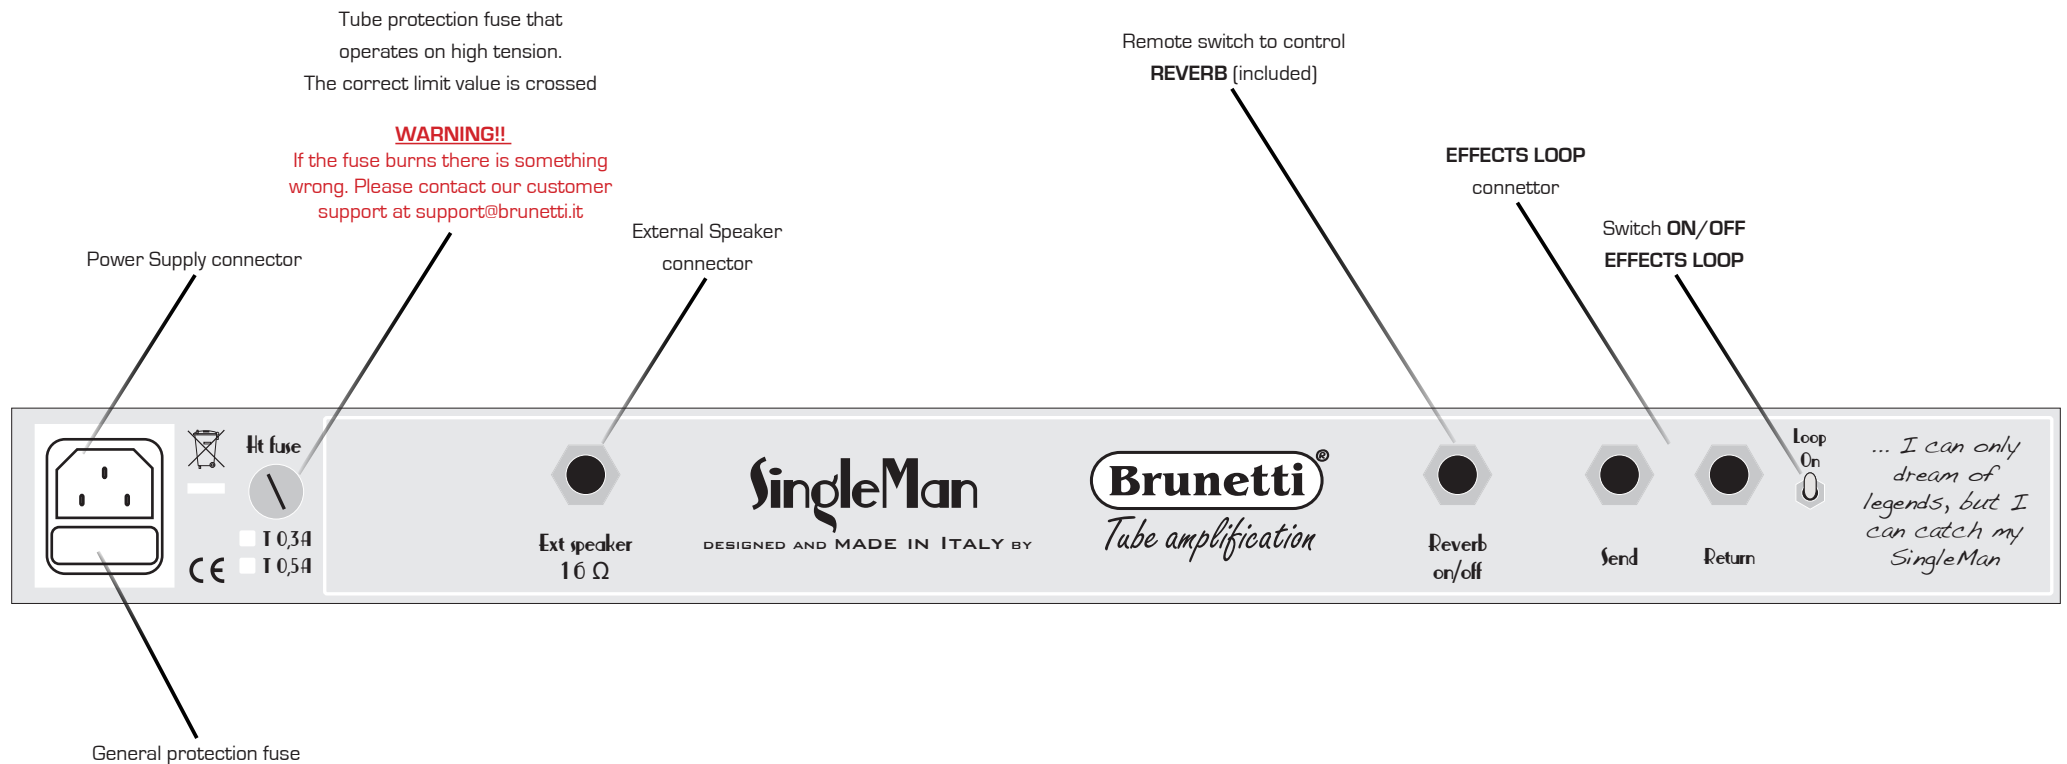 Tube protection fuse that
operates on high tension.
The correct limit value is crossed
WARNING!!
If the fuse burns there is something
wrong. Please contact our customer
support at support@brunetti.it
Power Supply connector
External Speaker
connector
Remote switch to control
REVERB (included)
EFFECTS LOOP
connettor
Switch ON/OFF
EFFECTS LOOP
Ht fuse
T 0,3A
T 0,5A
CE
Ext speaker
16 Ω
SingleMan
DESIGNED AND MADE IN ITALY BY
Brunetti®
Tube amplification
Reverb
on/off
Send
Return
Loop
On
... I can only
dream of
legends, but I
can catch my
SingleMan
General protection fuse